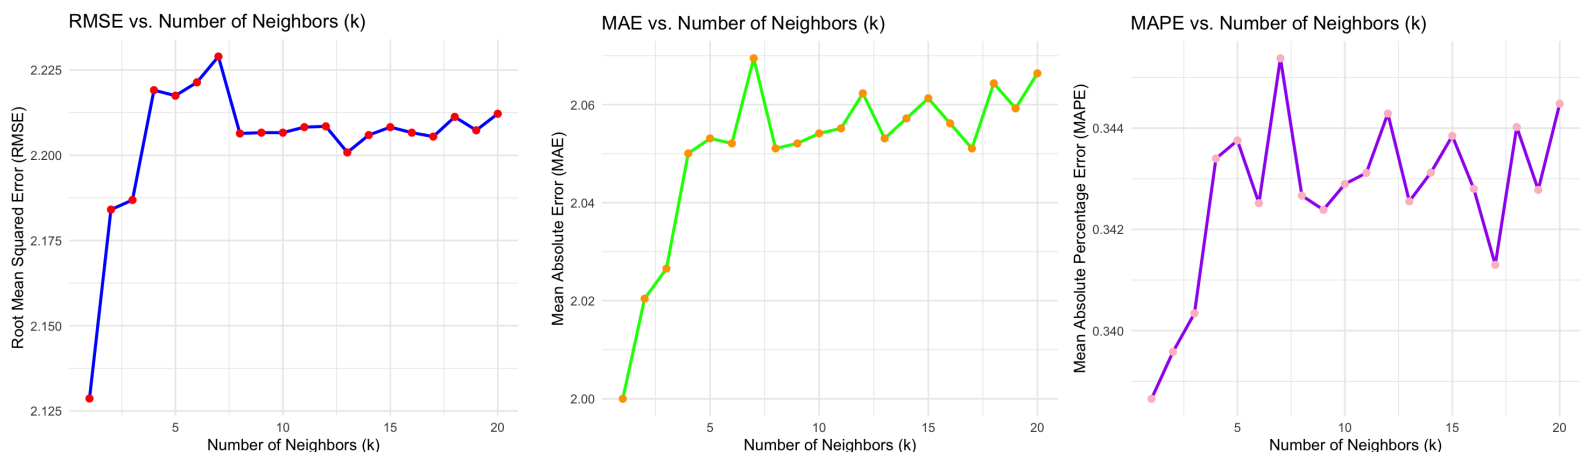 RMSE vs. Number of Neighbors (k)
Root Mean Squared Error (RMSE)
2.225
2.200
2.175
2.150
2.125
5 10 15 20
Number of Neighbors (k)
MAE vs. Number of Neighbors (k)
Mean Absolute Error (MAE)
2.06
2.04
2.02
2.00
5 10 15 20
Number of Neighbors (k)
MAPE vs. Number of Neighbors (k)
Mean Absolute Percentage Error (MAPE)
0.344
0.342
0.340
5 10 15 20
Number of Neighbors (k)